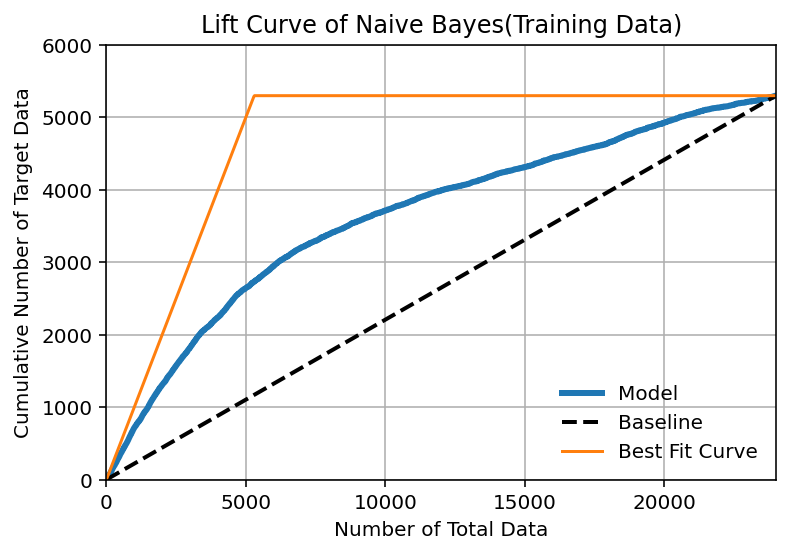 Lift Curve of Naive Bayes(Training Data)
Cumulative Number of Target Data
6000
5000
4000
3000
2000
1000
0
0 5000 10000 15000 20000
Number of Total Data
Model
Baseline
Best Fit Curve